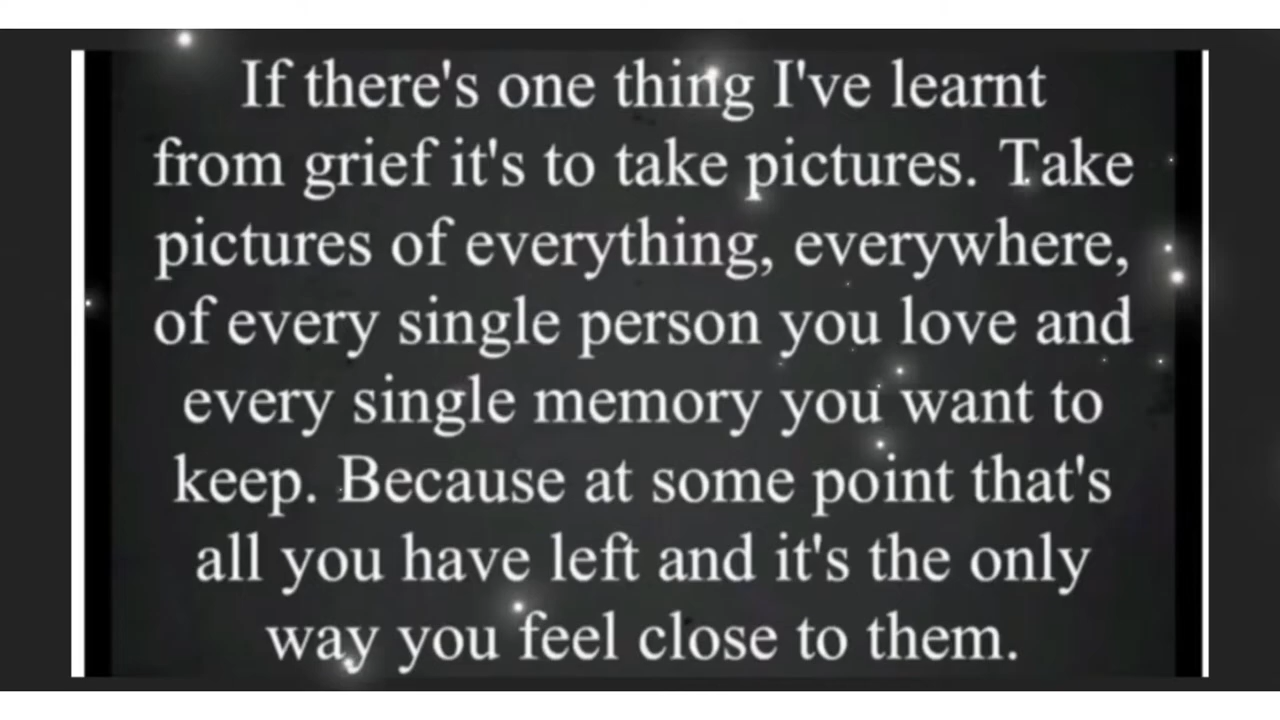 If there's one thing I've learnt
from grief it's to take pictures. Take
pictures of everything, everywhere,
of every single person you love and
every single memory you want to
keep. Because at some point that's
all you have left and it's the only
way you feel close to them.